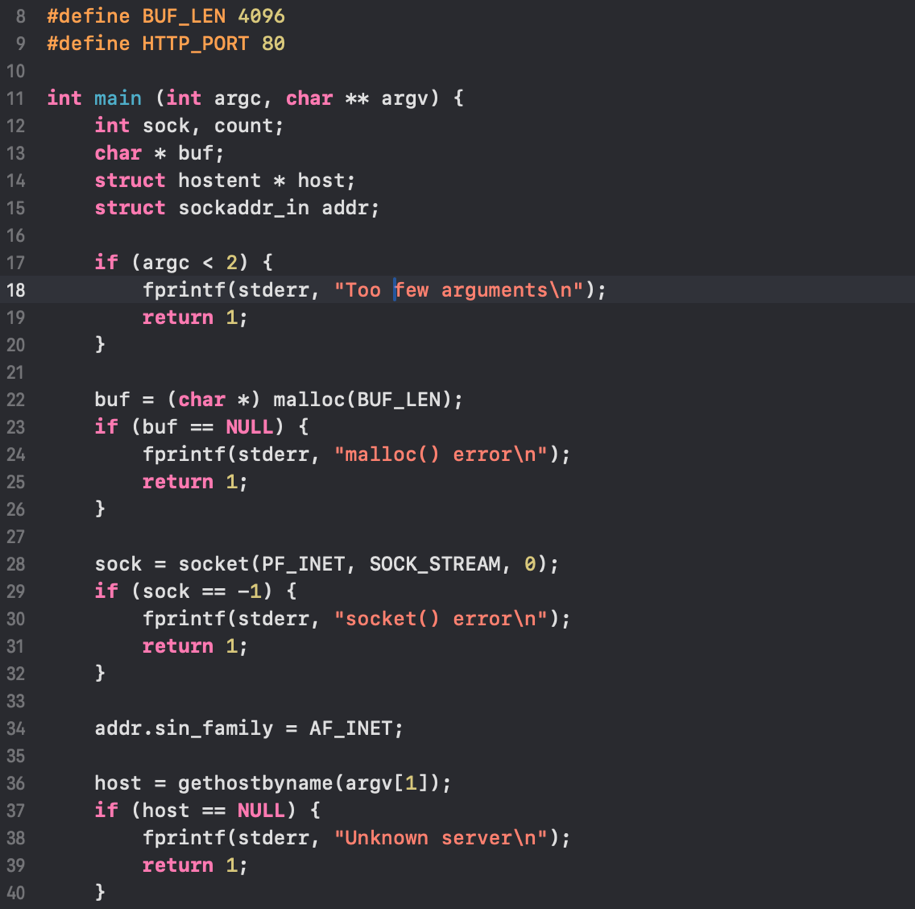 8 #define BUF_LEN 4096
9 #define HTTP_PORT 80
10
11 int main (int argc, char ** argv) {
12     int sock, count;
13     char * buf;
14     struct hostent * host;
15     struct sockaddr_in addr;
16
17     if (argc < 2) {
18         fprintf(stderr, "Too few arguments\n");
19         return 1;
20     }
21
22     buf = (char *) malloc(BUF_LEN);
23     if (buf == NULL) {
24         fprintf(stderr, "malloc() error\n");
25         return 1;
26     }
27
28     sock = socket(PF_INET, SOCK_STREAM, 0);
29     if (sock == -1) {
30         fprintf(stderr, "socket() error\n");
31         return 1;
32     }
33
34     addr.sin_family = AF_INET;
35
36     host = gethostbyname(argv[1]);
37     if (host == NULL) {
38         fprintf(stderr, "Unknown server\n");
39         return 1;
40     }